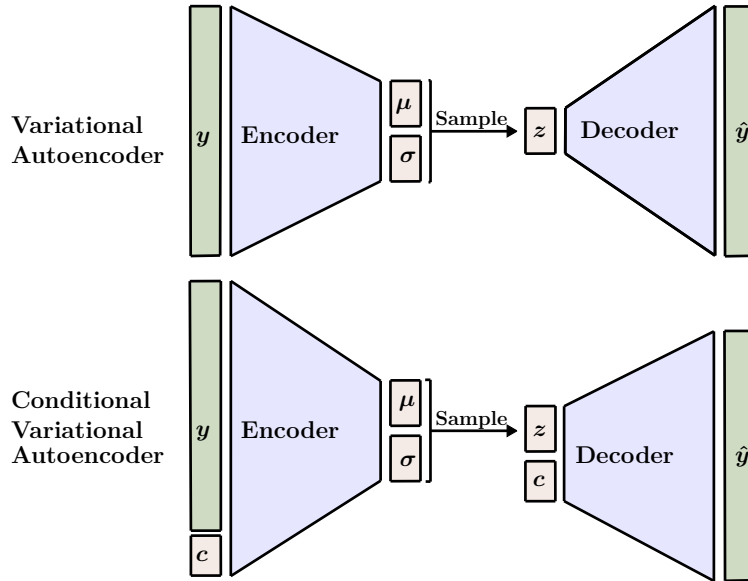 Variational
Autoencoder
y
Encoder
μ
σ
Sample
z
Decoder
ŷ
Conditional
Variational
Autoencoder
y
c
Encoder
μ
σ
Sample
z
c
Decoder
ŷ